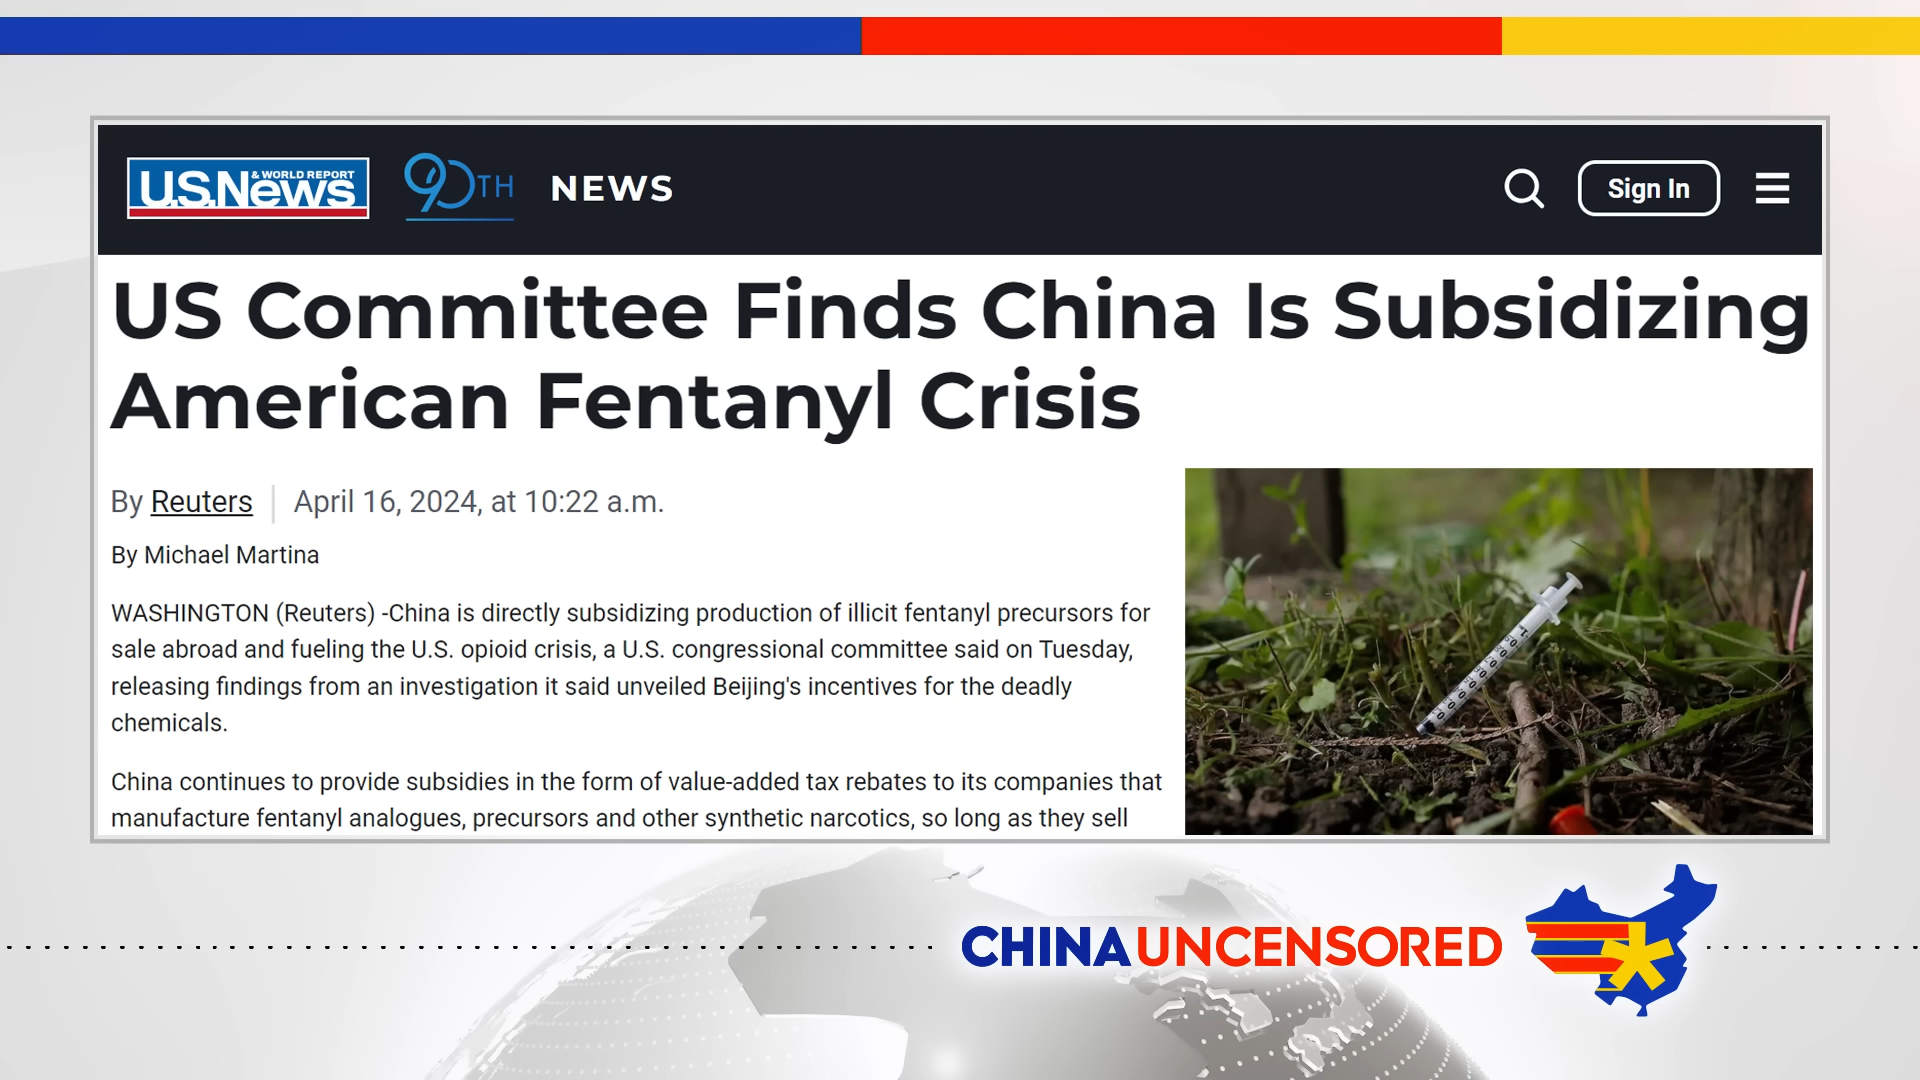 U.S.News & WORLD REPORT
90TH
NEWS
Sign In
US Committee Finds China Is Subsidizing
American Fentanyl Crisis
By Reuters
April 16, 2024, at 10:22 a.m.
By Michael Martina
WASHINGTON (Reuters) -China is directly subsidizing production of illicit fentanyl precursors for
sale abroad and fueling the U.S. opioid crisis, a U.S. congressional committee said on Tuesday,
releasing findings from an investigation it said unveiled Beijing's incentives for the deadly
chemicals.
China continues to provide subsidies in the form of value-added tax rebates to its companies that
manufacture fentanyl analogues, precursors and other synthetic narcotics, so long as they sell
CHINAUNCENSORED